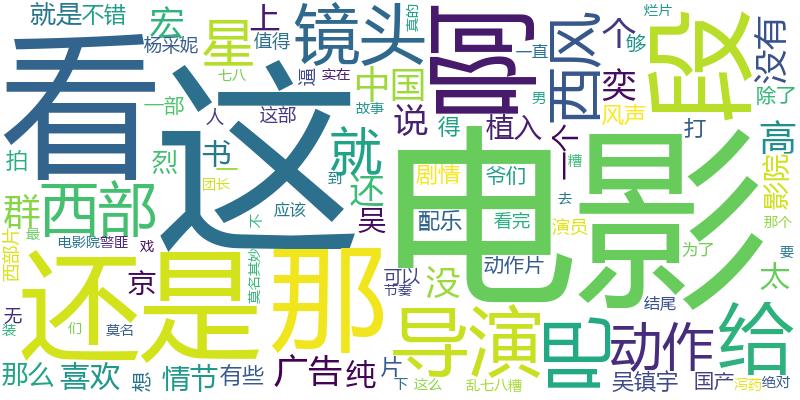 就是
不错
宏
星
上
镜头
啊
西风
个
够
烂片
真的
没有
杨采妮
值得
一直
看
这
七八
逼
实在
中国
男
奕
段
除了
一部
人
这部
故事
说
得
植入
一个
风声
打
高
拍
烈
书
就
电影
剧情
爷们
糟
影院
群
西部
团长
一
还
到
吴
配乐
看完
去
演员
那个
西部片
最
电影院
警匪
戏
应该
不
莫名其妙
还是
那
京
可以
节奏
没
动作片
为了
太
要
无
装
们
莫名
导演
吧
动作
结尾
给
那么
喜欢
想
情节
有些
广告
纯
片
下
这么
乱七八糟
吴镇宇
国产
泻药
绝对